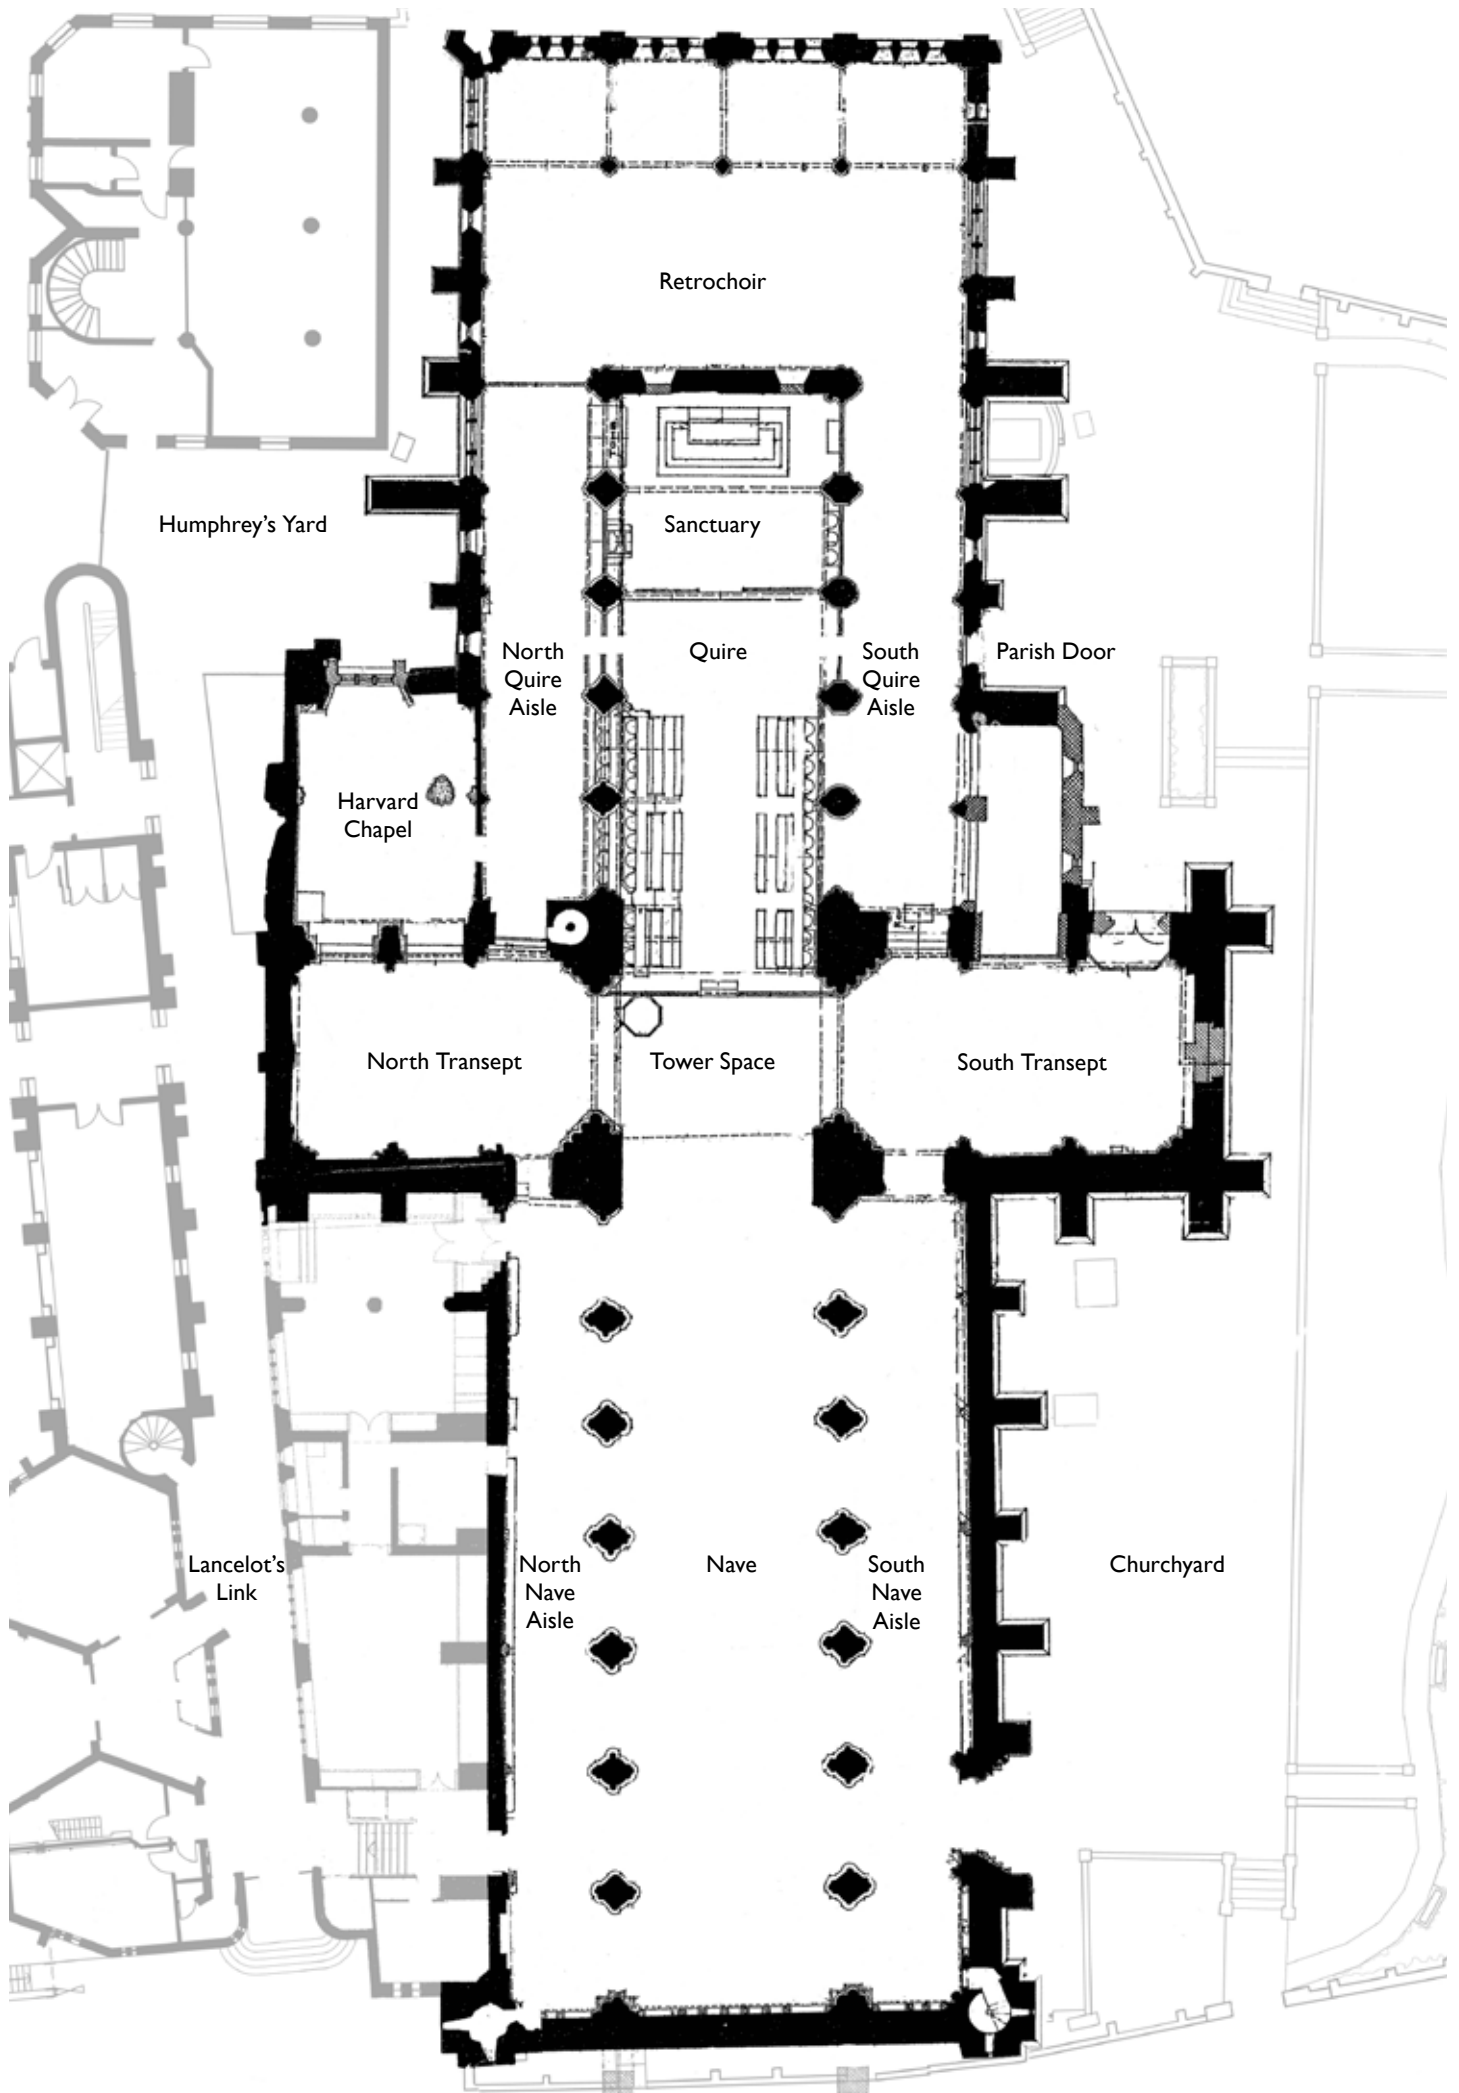 Retrochoir
TOMB
Humphrey's Yard
Sanctuary
North
Quire
Aisle
Quire
South
Quire
Aisle
Parish Door
Harvard
Chapel
North Transept
Tower Space
South Transept
Lancelot's
Link
North
Nave
Aisle
Nave
South
Nave
Aisle
Churchyard